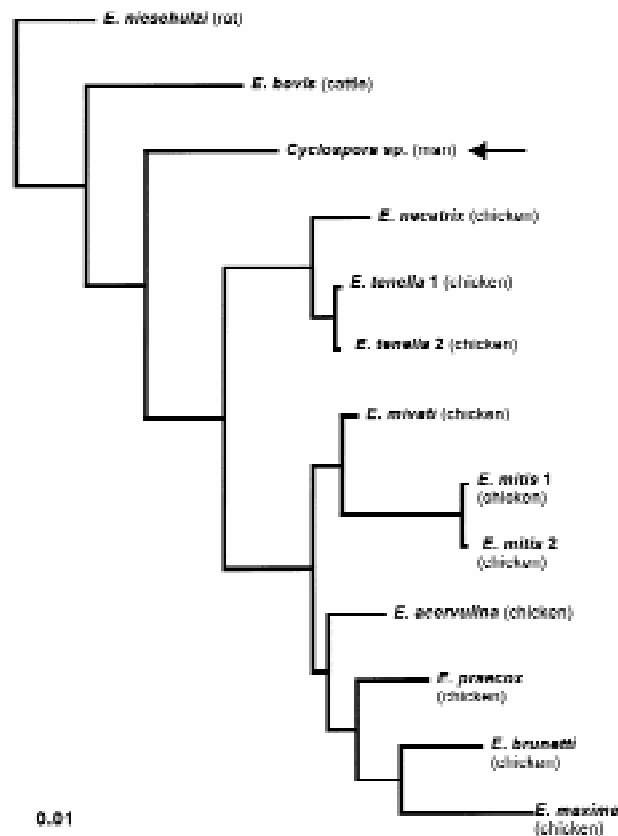 E. nieschulzi (rat)
E. bovis (cattle)
Cyclospora sp. (man)
E. necatrix (chicken)
E. tenella 1 (chicken)
E. tenella 2 (chicken)
E. mivati (chicken)
E. mitis 1
(chicken)
E. mitis 2
(chicken)
E. acervulina (chicken)
E. praecox
(chicken)
E. brunetti
(chicken)
E. maxima
(chicken)
0.01